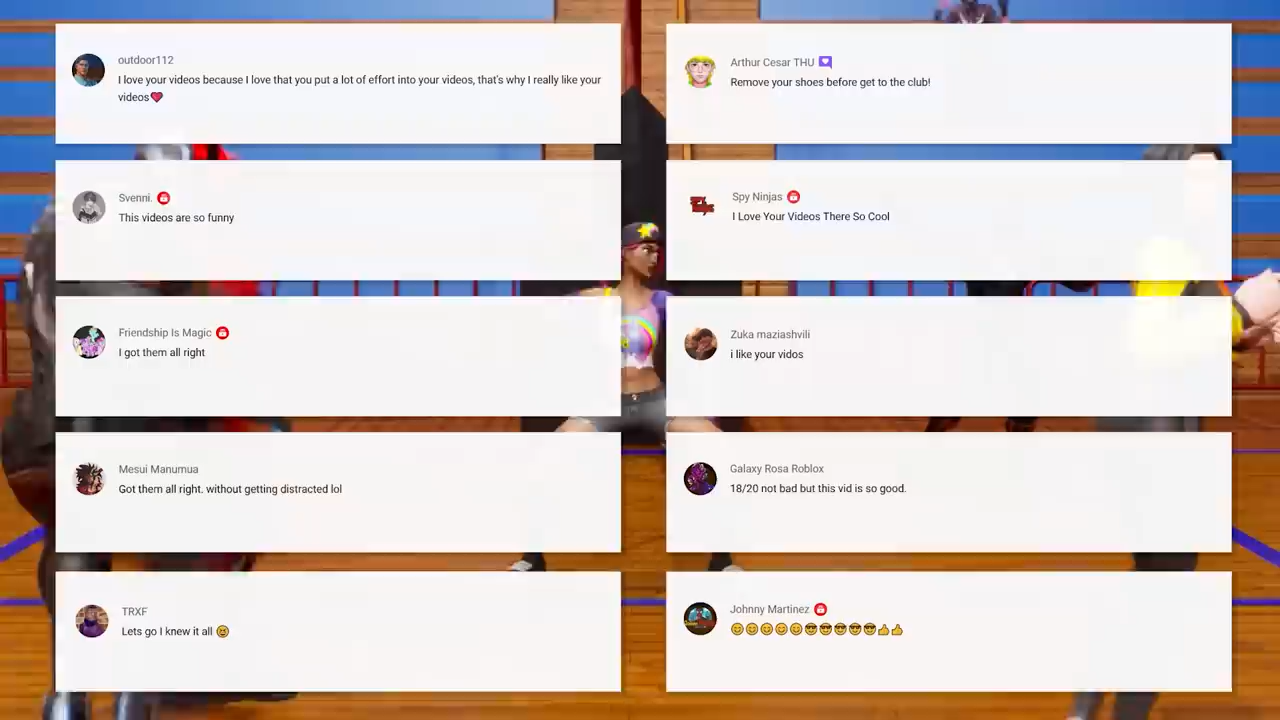 outdoor112
I love your videos because I love that you put a lot of effort into your videos, that's why I really like your
videos❤️
Arthur Cesar THU
Remove your shoes before get to the club!
Svenni.
This videos are so funny
Spy Ninjas
I Love Your Videos There So Cool
Friendship Is Magic
I got them all right
Zuka maziashvili
i like your vidos
Mesui Manumua
Got them all right. without getting distracted lol
Galaxy Rosa Roblox
18/20 not bad but this vid is so good.
TRXF
Lets go I knew it all 😆
Johnny Martinez
😊😊😊😊😊😎😎😎😎😎👍👍